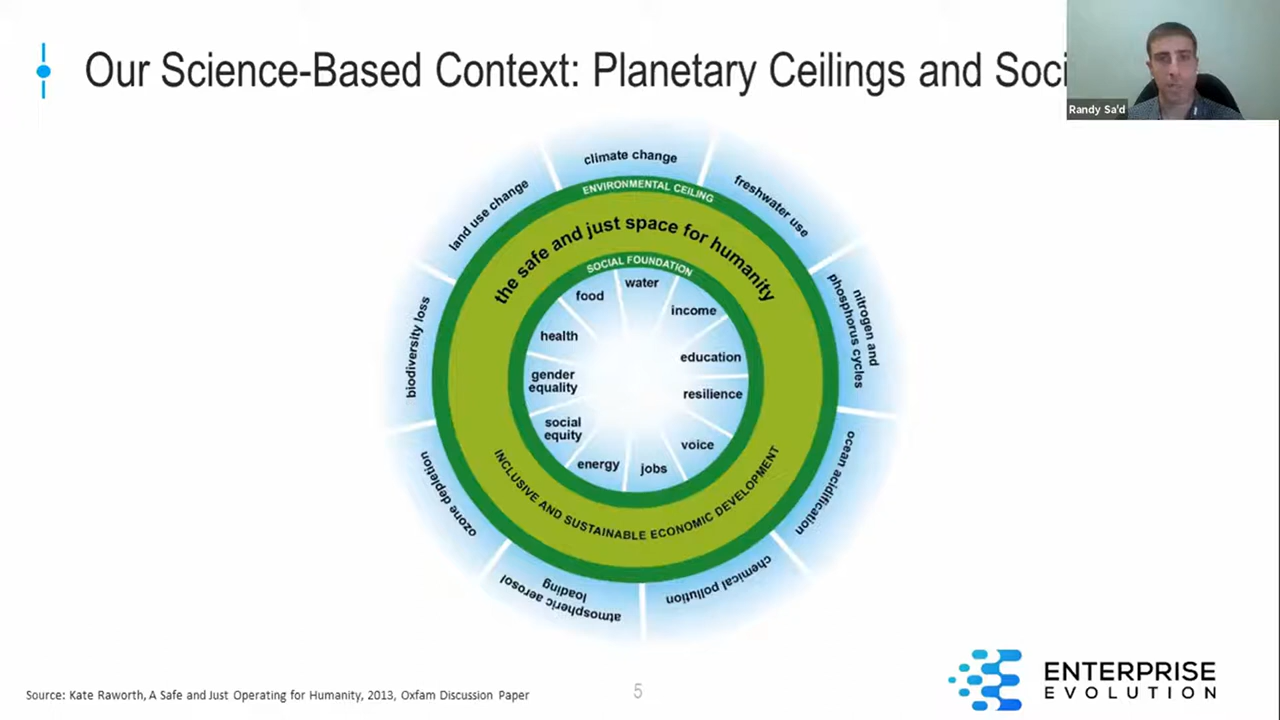 Our Science-Based Context: Planetary Ceilings and Soci
Randy Sa'd
climate change
freshwater use
nitrogen and
phosphorus cycles
ocean acidification
chemical pollution
atmospheric aerosol
loading
ozone depletion
biodiversity loss
land use change
ENVIRONMENTAL CEILING
the safe and just space for humanity
SOCIAL FOUNDATION
water
income
education
resilience
voice
jobs
energy
social
equity
gender
equality
health
food
INCLUSIVE AND SUSTAINABLE ECONOMIC DEVELOPMENT
Source: Kate Raworth, A Safe and Just Operating for Humanity, 2013, Oxfam Discussion Paper
5
ENTERPRISE
EVOLUTION